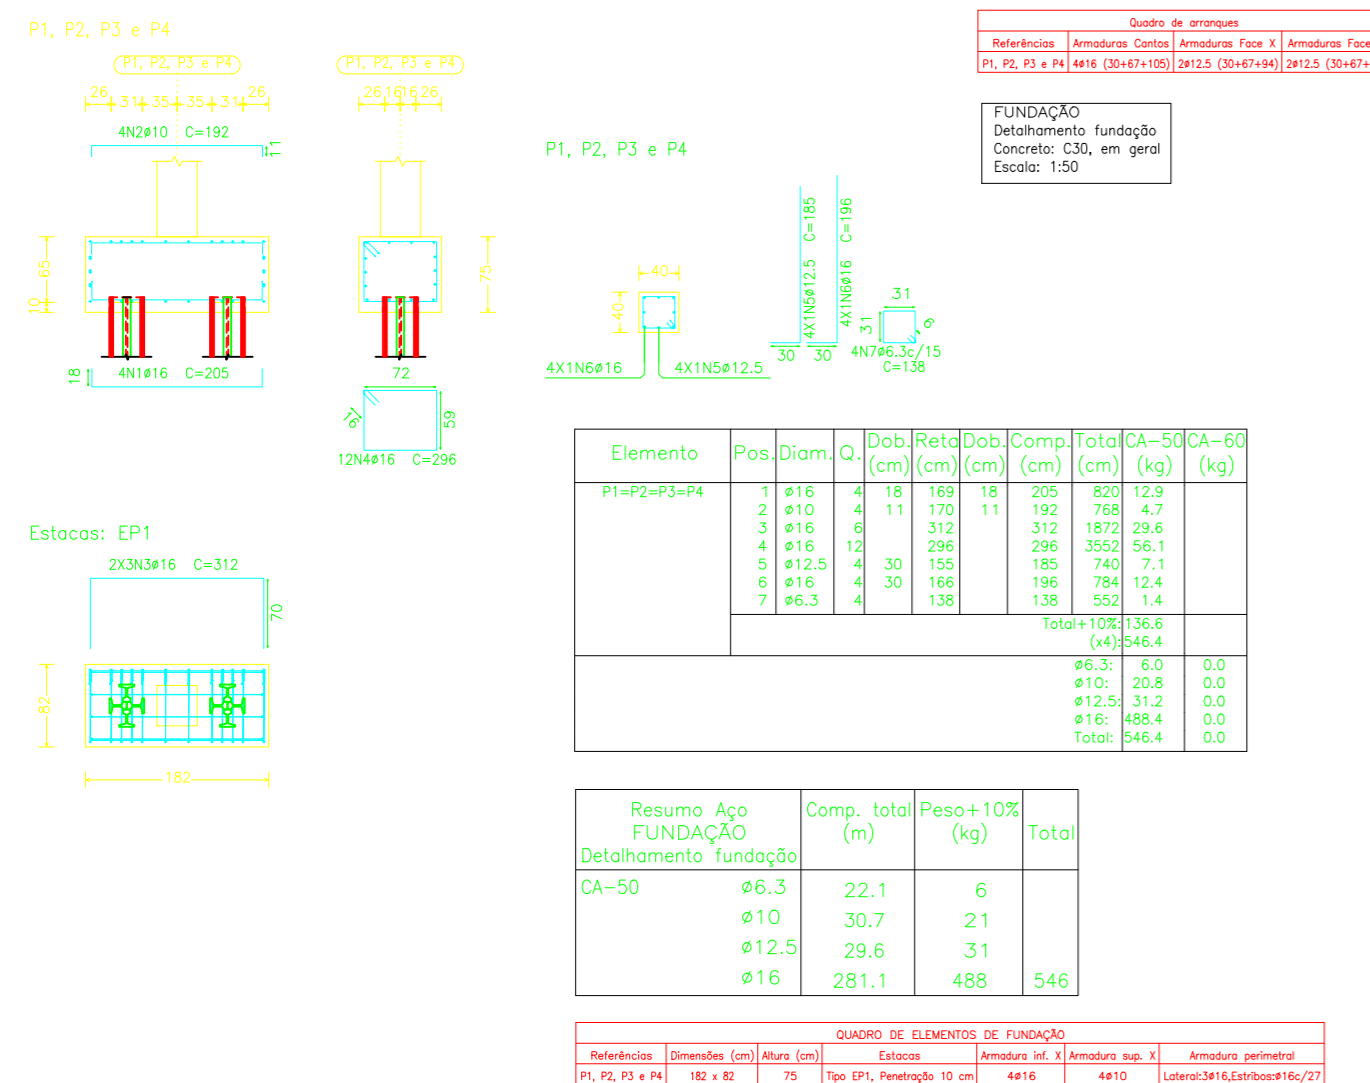 P1, P2, P3 e P4
P1, P2, P3 e P4
26 31 35 35 31 26
4N2ø10 C=192
11
65
10
18
4N1ø16 C=205
P1, P2, P3 e P4
26 16 16 26
75
72
16
59
12N4ø16 C=296
Estacas: EP1
2X3N3ø16 C=312
70
82
182
P1, P2, P3 e P4
40
40
4X1N6ø16
4X1N5ø12.5
4X1N5ø12.5 C=185
4X1N6ø16 C=196
30 30
31
31
6
4N7ø6.3c/15
C=138
Quadro de arranques
Referências Armaduras Cantos Armaduras Face X Armaduras Face
P1, P2, P3 e P4 4ø16 (30+67+105) 2ø12.5 (30+67+94) 2ø12.5 (30+67+
FUNDAÇÃO
Detalhamento fundação
Concreto: C30, em geral
Escala: 1:50
Elemento Pos. Diam. Q. Dob. (cm) Reta (cm) Dob. (cm) Comp. (cm) Total (cm) CA-50 (kg) CA-60 (kg)
P1=P2=P3=P4 1 ø16 4 18 169 18 205 820 12.9
2 ø10 4 11 170 11 192 768 4.7
3 ø16 6 312 312 1872 29.6
4 ø16 12 296 296 3552 56.1
5 ø12.5 4 30 155 185 740 7.1
6 ø16 4 30 166 196 784 12.4
7 ø6.3 4 138 138 552 1.4
Total+10%: 136.6
(x4): 546.4
ø6.3: 6.0 0.0
ø10: 20.8 0.0
ø12.5: 31.2 0.0
ø16: 488.4 0.0
Total: 546.4 0.0
Resumo Aço
FUNDAÇÃO
Detalhamento fundação
Comp. total
(m)
Peso+10%
(kg)
Total
CA-50 ø6.3 22.1 6
ø10 30.7 21
ø12.5 29.6 31
ø16 281.1 488 546
QUADRO DE ELEMENTOS DE FUNDAÇÃO
Referências Dimensões (cm) Altura (cm) Estacas Armadura inf. X Armadura sup. X Armadura perimetral
P1, P2, P3 e P4 182 x 82 75 Tipo EP1, Penetração 10 cm 4ø16 4ø10 Lateral:3ø16,Estribos:ø16c/27